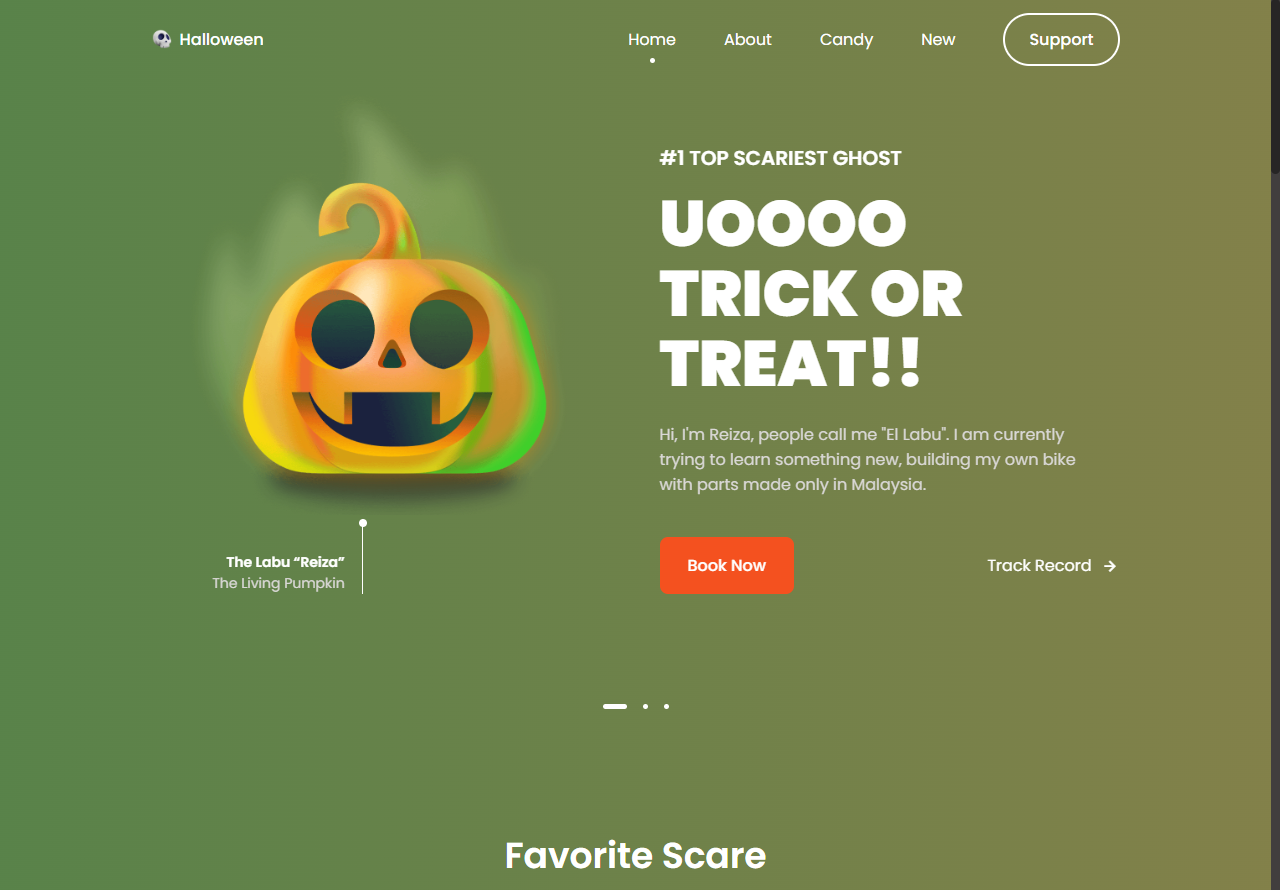 Halloween
Home
About
Candy
New
Support
#1 TOP SCARIEST GHOST
UOOOO
TRICK OR
TREAT!!
Hi, I'm Reiza, people call me "El Labu". I am currently
trying to learn something new, building my own bike
with parts made only in Malaysia.
Book Now
Track Record
The Labu “Reiza”
The Living Pumpkin
Favorite Scare